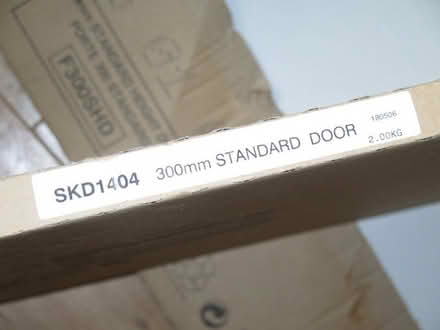 SKD1404 300mm STANDARD DOOR
180506
2.00KG
F300SHD